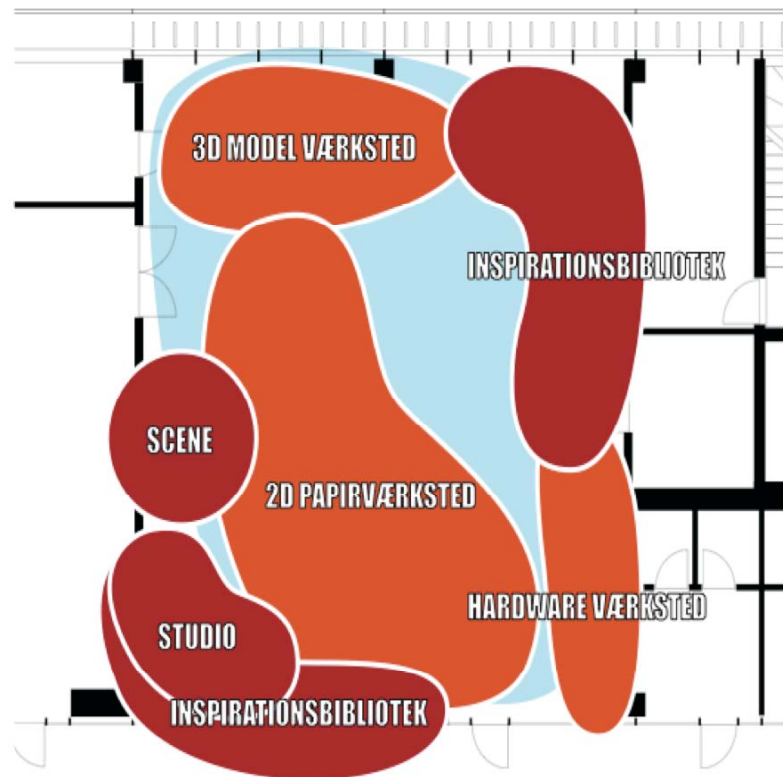 3D MODEL VÆRKSTED
INSPIRATIONSBIBLIOTEK
SCENE
2D PAPIRVÆRKSTED
HARDWARE VÆRKSTED
STUDIO
INSPIRATIONSBIBLIOTEK